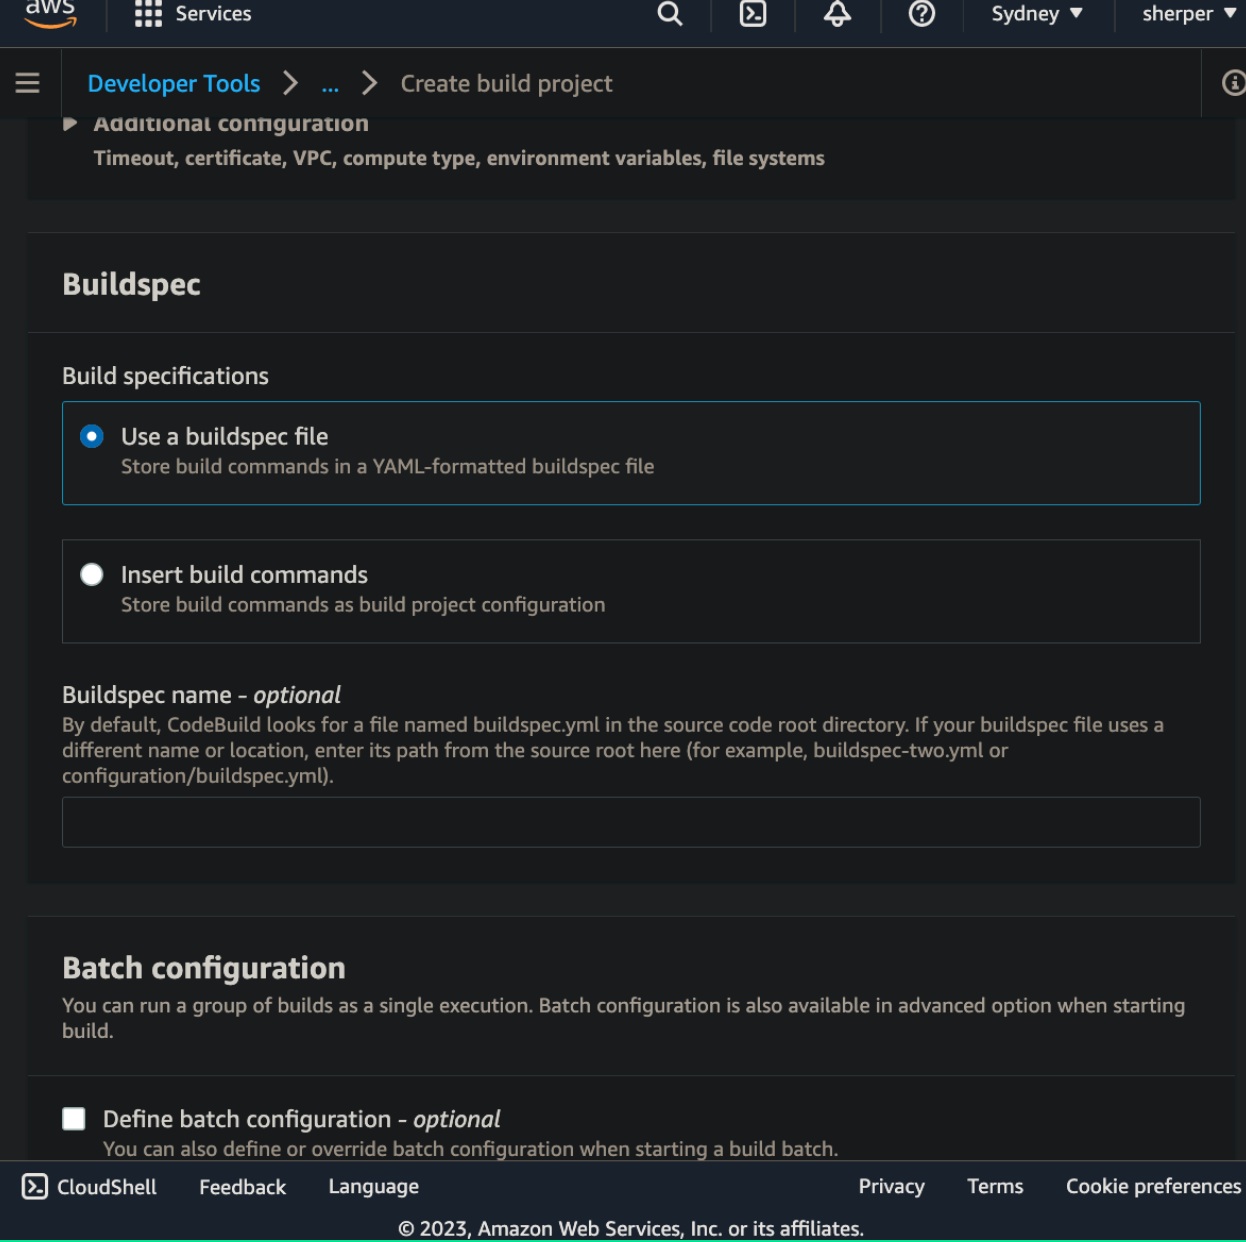 aws
Services
Sydney
sherper
Developer Tools
...
Create build project
Additional configuration
Timeout, certificate, VPC, compute type, environment variables, file systems
Buildspec
Build specifications
Use a buildspec file
Store build commands in a YAML-formatted buildspec file
Insert build commands
Store build commands as build project configuration
Buildspec name - optional
By default, CodeBuild looks for a file named buildspec.yml in the source code root directory. If your buildspec file uses a
different name or location, enter its path from the source root here (for example, buildspec-two.yml or
configuration/buildspec.yml).
Batch configuration
You can run a group of builds as a single execution. Batch configuration is also available in advanced option when starting
build.
Define batch configuration - optional
You can also define or override batch configuration when starting a build batch.
CloudShell
Feedback
Language
Privacy
Terms
Cookie preferences
© 2023, Amazon Web Services, Inc. or its affiliates.